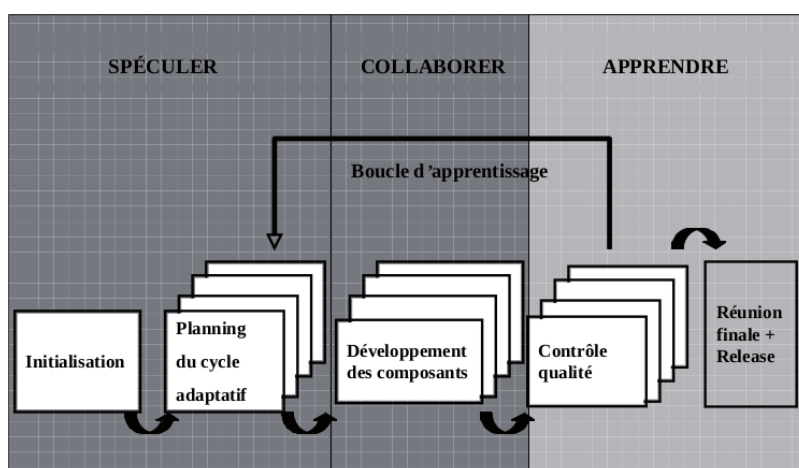 SPÉCULER
COLLABORER
APPRENDRE
Boucle d’apprentissage
Initialisation
Planning
du cycle
adaptatif
Développement
des composants
Contrôle
qualité
Réunion
finale +
Release